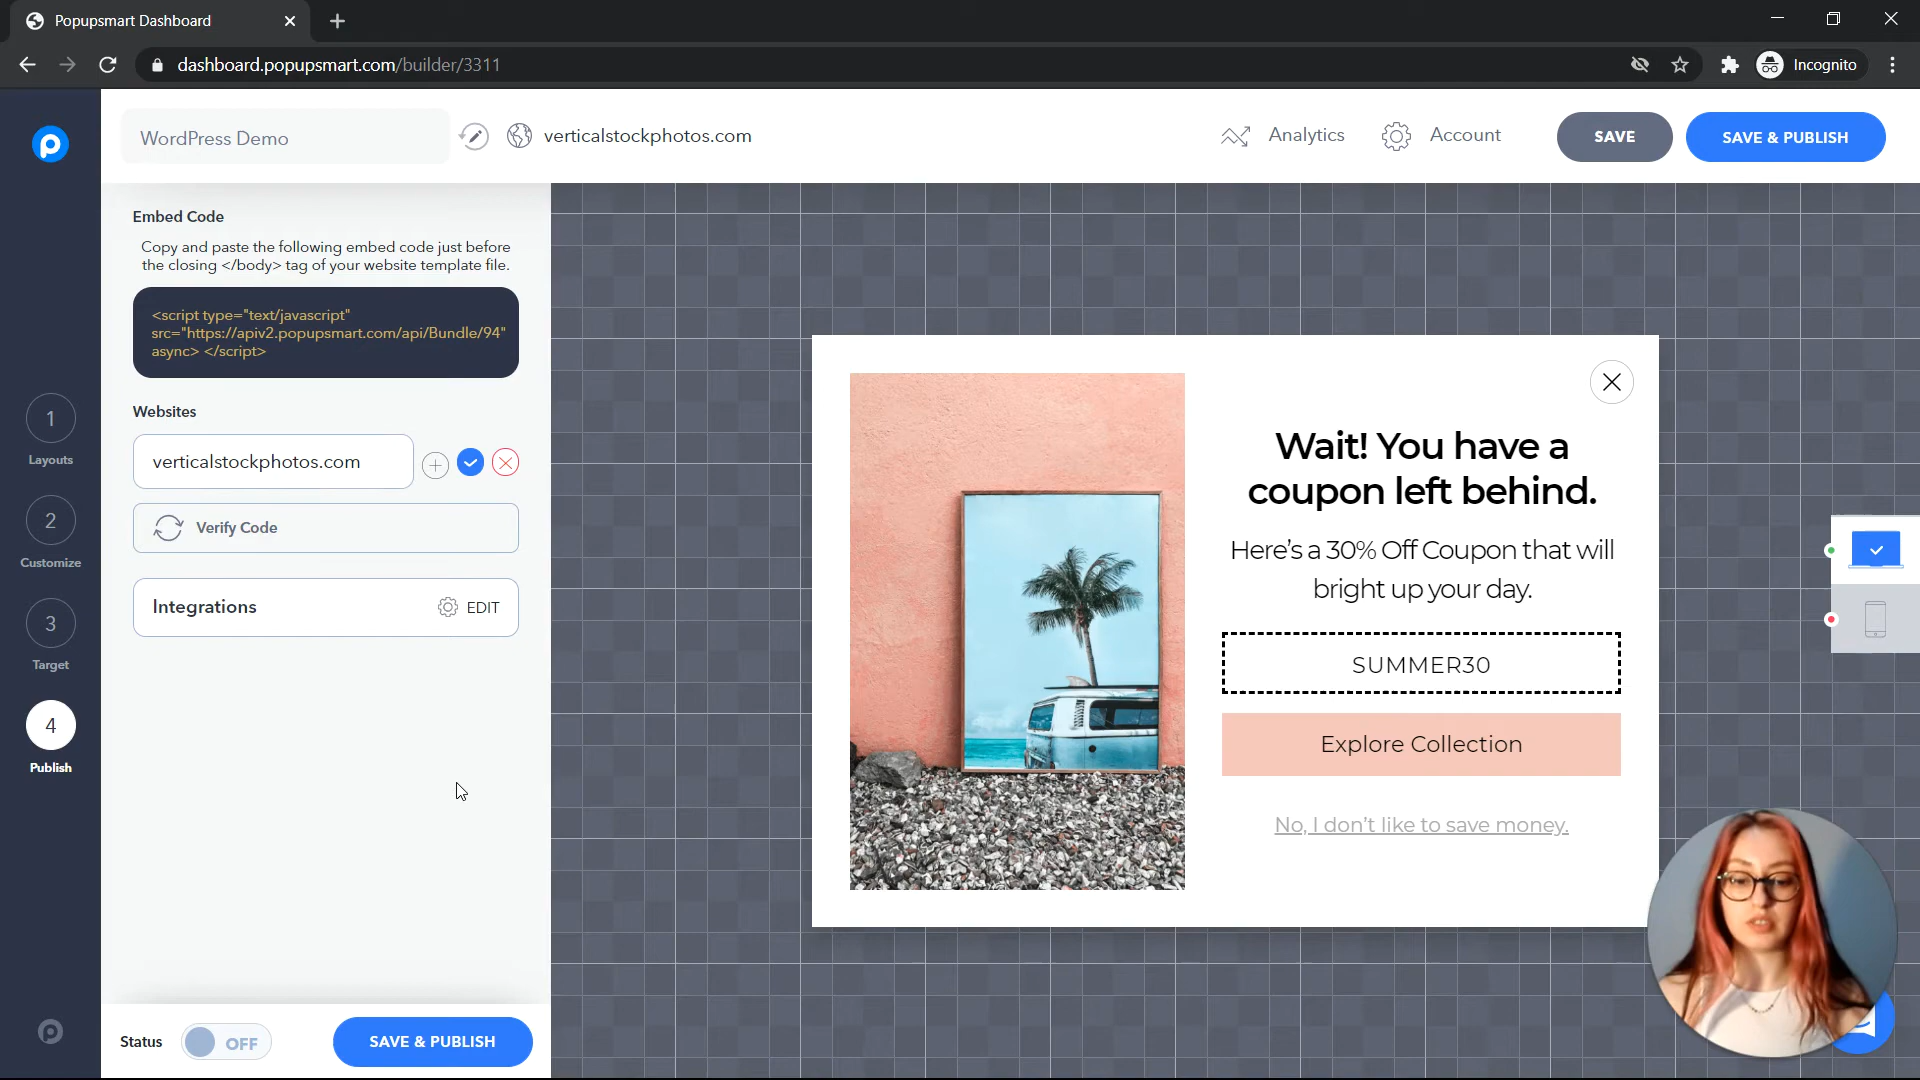 Popupsmart Dashboard
dashboard.popupsmart.com/builder/3311
Incognito
WordPress Demo
verticalstockphotos.com
Analytics
Account
SAVE
SAVE & PUBLISH
Embed Code
Copy and paste the following embed code just before
the closing </body> tag of your website template file.
<script type="text/javascript"
src="https://apiv2.popupsmart.com/api/Bundle/94"
async> </script>
Websites
verticalstockphotos.com
Verify Code
Integrations
EDIT
1
Layouts
2
Customize
3
Target
4
Publish
Wait! You have a
coupon left behind.
Here's a 30% Off Coupon that will
bright up your day.
SUMMER30
Explore Collection
No, I don't like to save money.
Status
OFF
SAVE & PUBLISH